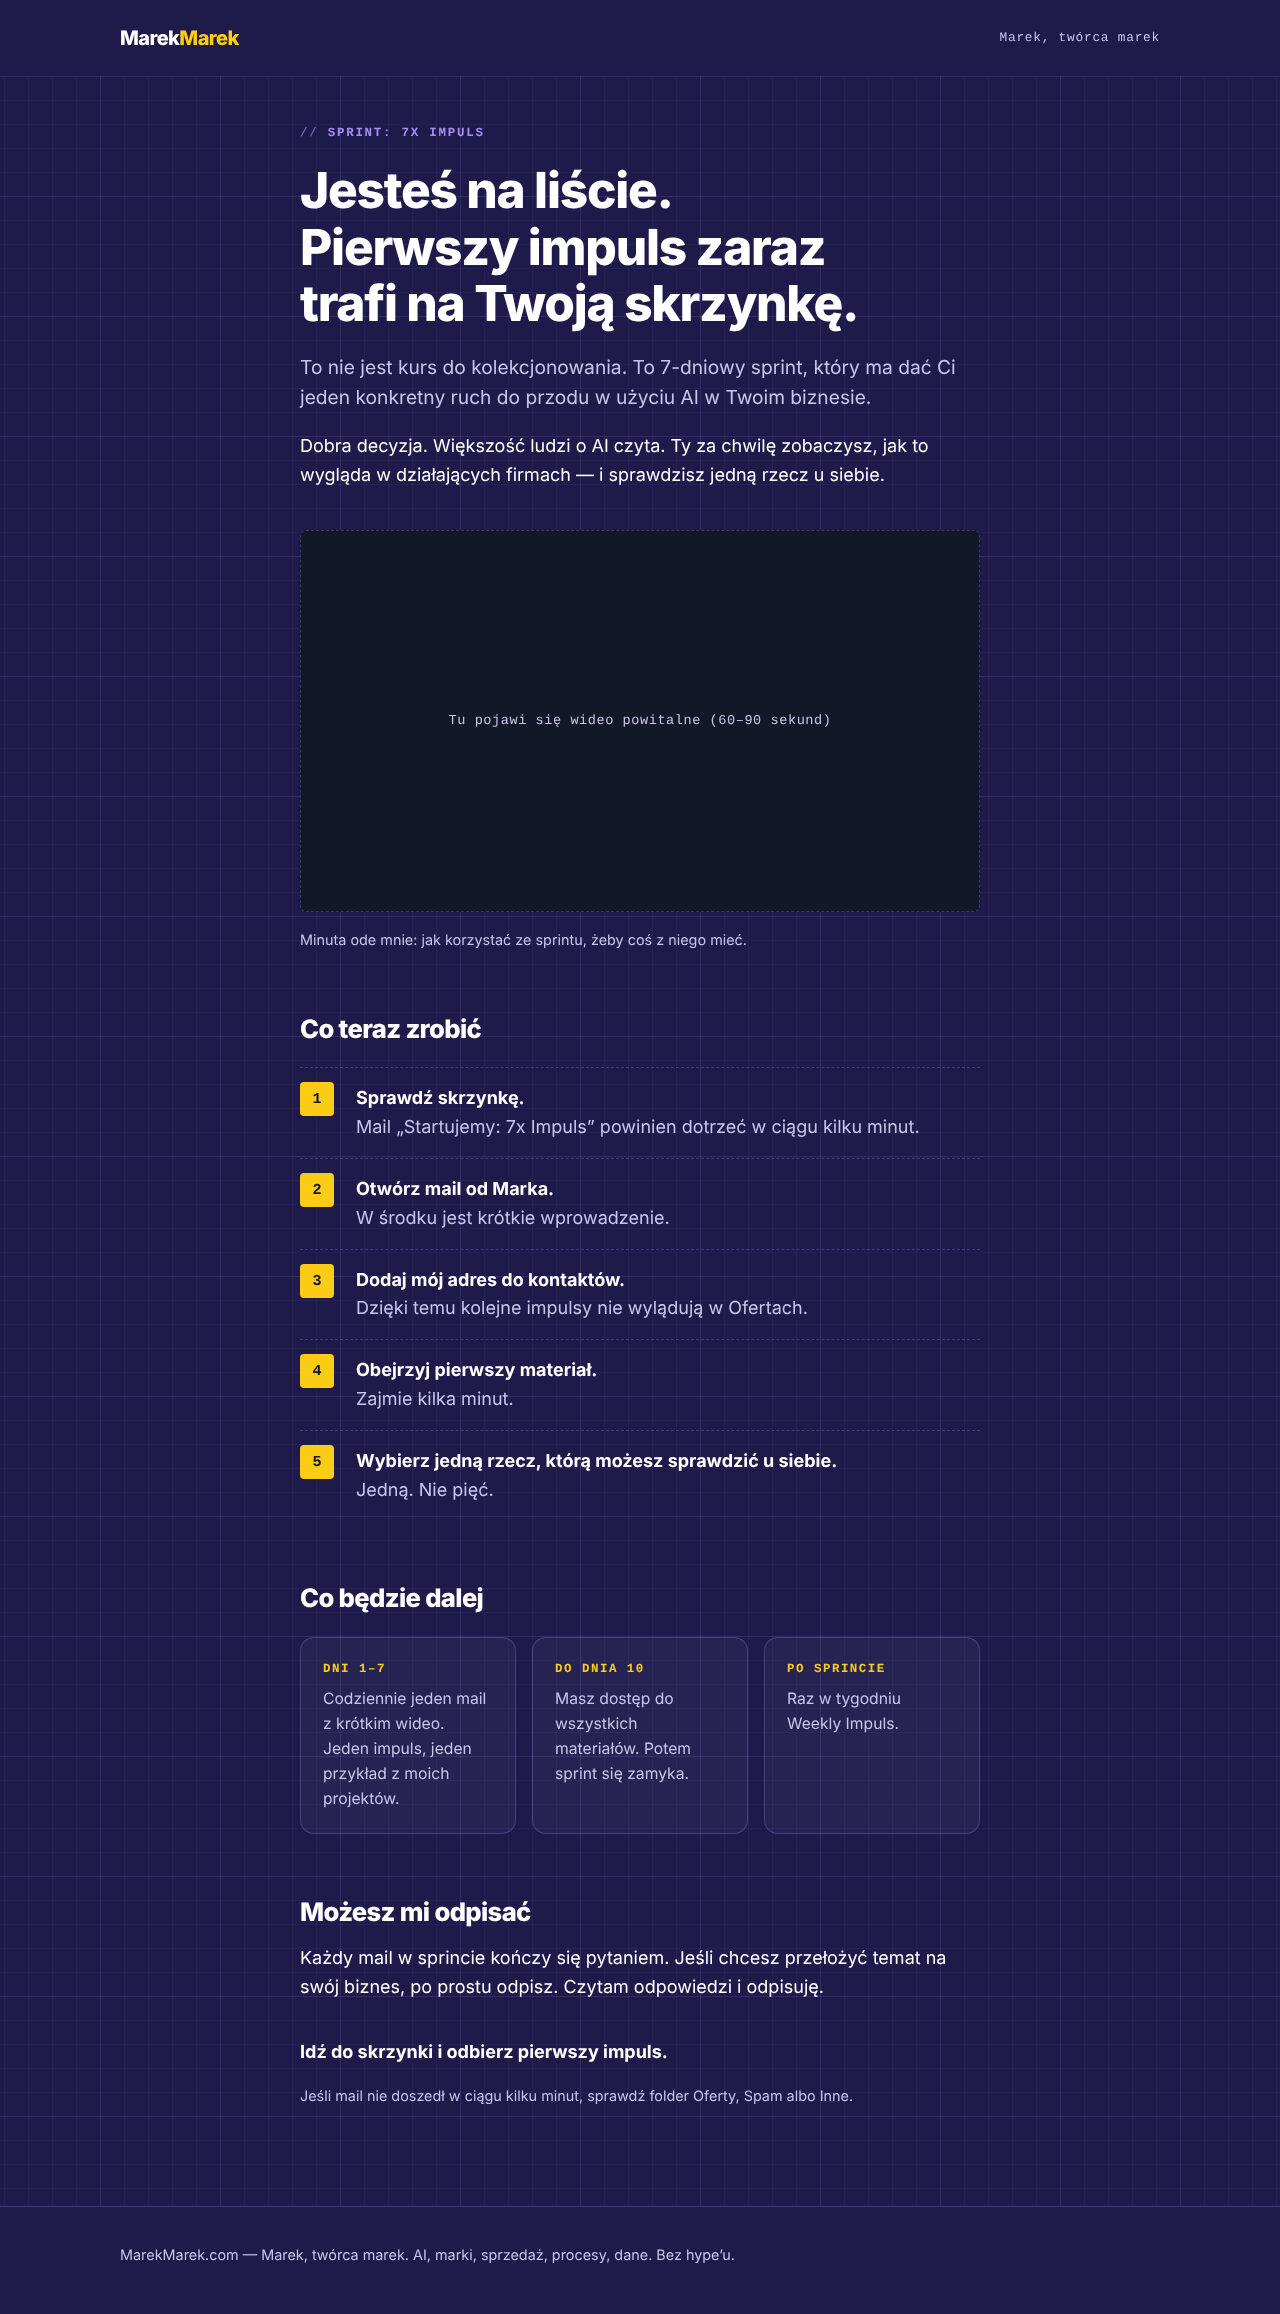 MarekMarek
Marek, twórca marek
// SPRINT: 7X IMPULS
Jesteś na liście.
Pierwszy impuls zaraz
trafi na Twoją skrzynkę.
To nie jest kurs do kolekcjonowania. To 7-dniowy sprint, który ma dać Ci
jeden konkretny ruch do przodu w użyciu AI w Twoim biznesie.
Dobra decyzja. Większość ludzi o AI czyta. Ty za chwilę zobaczysz, jak to
wygląda w działających firmach — i sprawdzisz jedną rzecz u siebie.
Tu pojawi się wideo powitalne (60–90 sekund)
Minuta ode mnie: jak korzystać ze sprintu, żeby coś z niego mieć.
Co teraz zrobić
1
Sprawdź skrzynkę.
Mail „Startujemy: 7x Impuls” powinien dotrzeć w ciągu kilku minut.
2
Otwórz mail od Marka.
W środku jest krótkie wprowadzenie.
3
Dodaj mój adres do kontaktów.
Dzięki temu kolejne impulsy nie wylądują w Ofertach.
4
Obejrzyj pierwszy materiał.
Zajmie kilka minut.
5
Wybierz jedną rzecz, którą możesz sprawdzić u siebie.
Jedną. Nie pięć.
Co będzie dalej
DNI 1–7
Codziennie jeden mail
z krótkim wideo.
Jeden impuls, jeden
przykład z moich
projektów.
DO DNIA 10
Masz dostęp do
wszystkich
materiałów. Potem
sprint się zamyka.
PO SPRINCIE
Raz w tygodniu
Weekly Impuls.
Możesz mi odpisać
Każdy mail w sprincie kończy się pytaniem. Jeśli chcesz przełożyć temat na
swój biznes, po prostu odpisz. Czytam odpowiedzi i odpisuję.
Idź do skrzynki i odbierz pierwszy impuls.
Jeśli mail nie doszedł w ciągu kilku minut, sprawdź folder Oferty, Spam albo Inne.
MarekMarek.com — Marek, twórca marek. AI, marki, sprzedaż, procesy, dane. Bez hype’u.